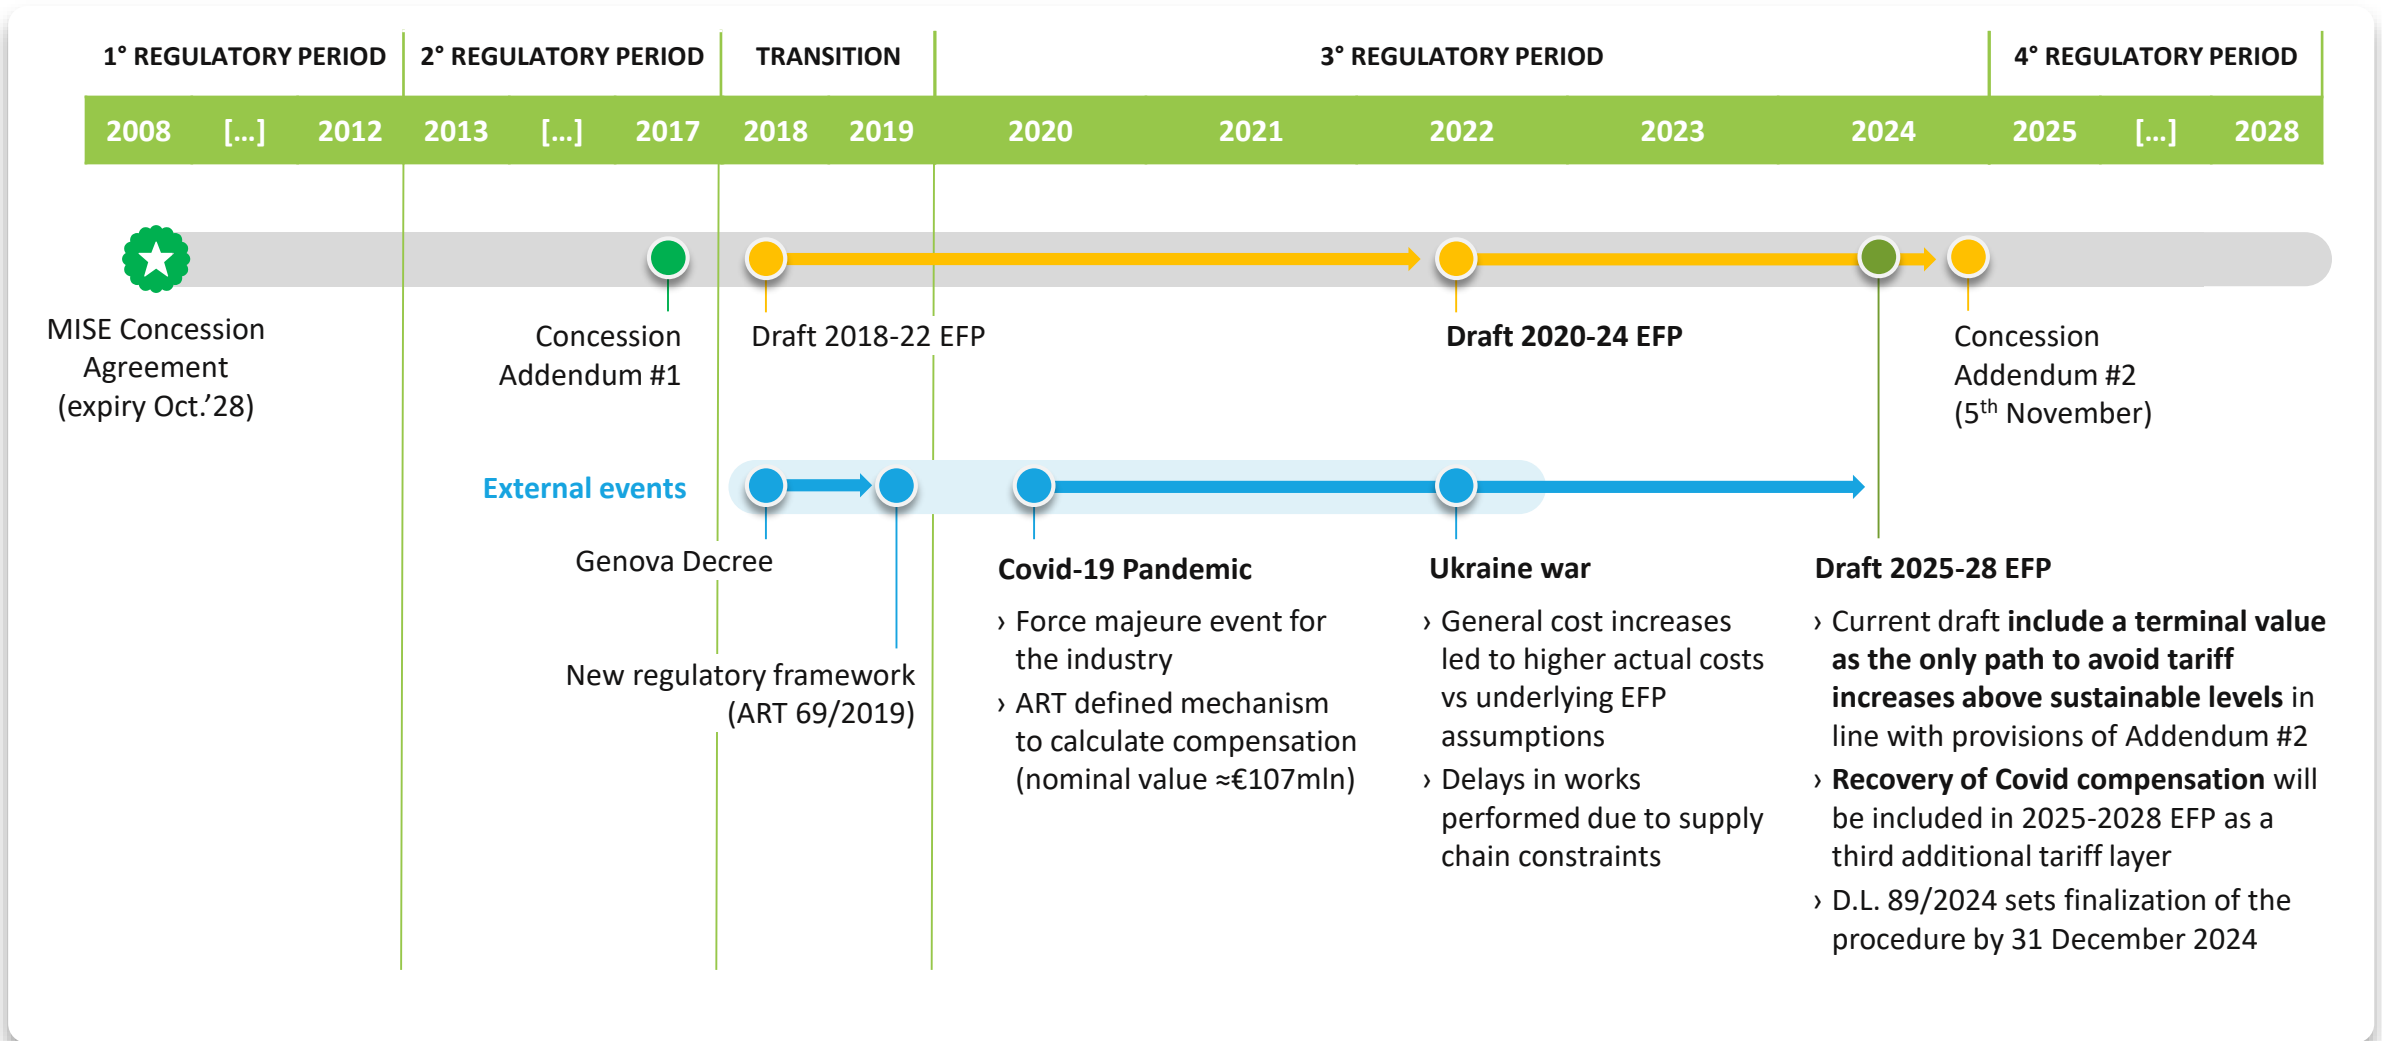 1° REGULATORY PERIOD
2° REGULATORY PERIOD
TRANSITION
3° REGULATORY PERIOD
4° REGULATORY PERIOD
2008
[...]
2012
2013
[...]
2017
2018
2019
2020
2021
2022
2023
2024
2025
[...]
2028
MISE Concession
Agreement
(expiry Oct.’28)
Concession
Addendum #1
Draft 2018-22 EFP
Draft 2020-24 EFP
Concession
Addendum #2
(5th November)
External events
Genova Decree
New regulatory framework
(ART 69/2019)
Covid-19 Pandemic
› Force majeure event for
the industry
› ART defined mechanism
to calculate compensation
(nominal value ≈€107mln)
Ukraine war
› General cost increases
led to higher actual costs
vs underlying EFP
assumptions
› Delays in works
performed due to supply
chain constraints
Draft 2025-28 EFP
› Current draft include a terminal value
as the only path to avoid tariff
increases above sustainable levels in
line with provisions of Addendum #2
› Recovery of Covid compensation will
be included in 2025-2028 EFP as a
third additional tariff layer
› D.L. 89/2024 sets finalization of the
procedure by 31 December 2024